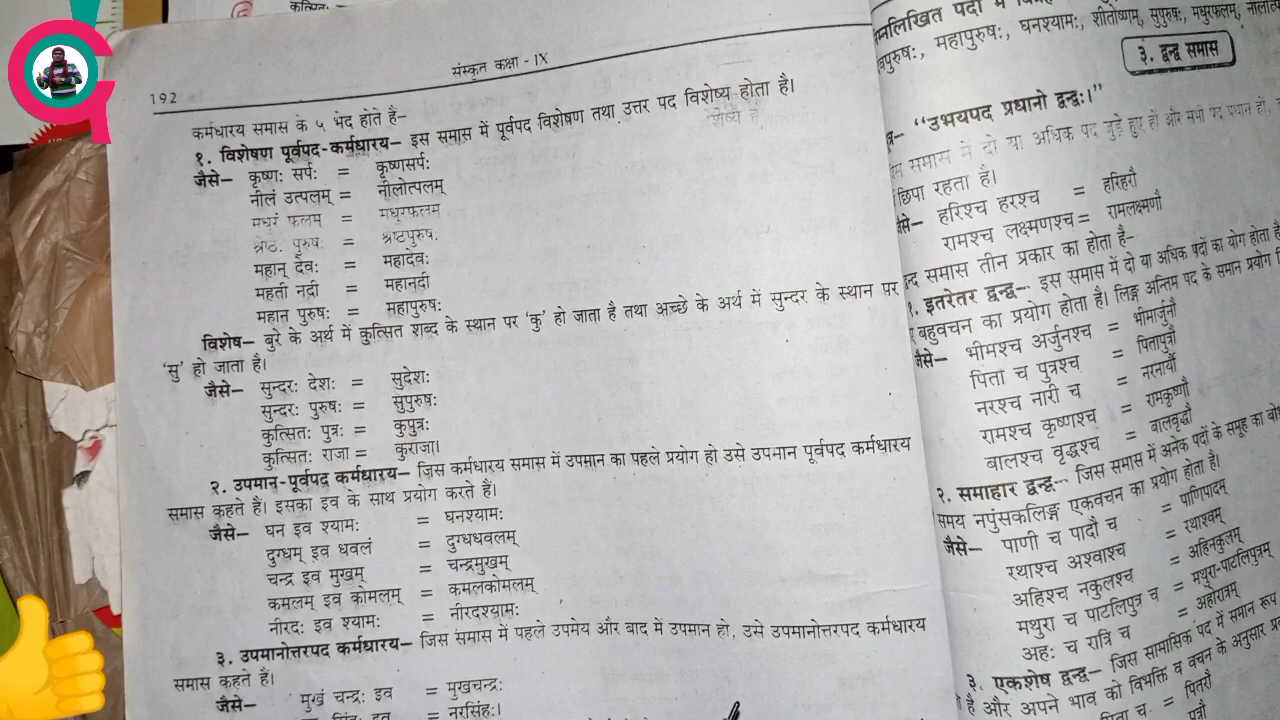 कुत्सितः
संस्कृत कक्षा - IX
192
कर्मधारय समास के ५ भेद होते हैं–
१. विशेषण पूर्वपद-कर्मधारय– इस समास में पूर्वपद विशेषण तथा उत्तर पद विशेष्य होता है।
जैसे– कृष्णः सर्पः = कृष्णसर्पः
नीलं उत्पलम् = नीलोत्पलम्
मधुरं फलम् = मधुरफलम्
श्रेष्ठः पुरुषः = श्रेष्ठपुरुषः
महान् देवः = महादेवः
महती नदी = महानदी
महान पुरुषः = महापुरुषः
विशेष– बुरे के अर्थ में कुत्सित शब्द के स्थान पर ‘कु’ हो जाता है तथा अच्छे के अर्थ में सुन्दर के स्थान पर
‘सु’ हो जाता है।
जैसे– सुन्दरः देशः = सुदेशः
सुन्दरः पुरुषः = सुपुरुषः
कुत्सितः पुत्रः = कुपुत्रः
कुत्सितः राजा = कुराजा।
२. उपमान-पूर्वपद कर्मधारय– जिस कर्मधारय समास में उपमान का पहले प्रयोग हो उसे उपमान पूर्वपद कर्मधारय
समास कहते हैं। इसका इव के साथ प्रयोग करते हैं।
जैसे– घन इव श्यामः = घनश्यामः
दुग्धम् इव धवलं = दुग्धधवलम्
चन्द्र इव मुखम् = चन्द्रमुखम्
कमलम् इव कोमलम् = कमलकोमलम्
नीरदः इव श्यामः = नीरदश्यामः
३. उपमानोत्तरपद कर्मधारय– जिस समास में पहले उपमेय और बाद में उपमान हो, उसे उपमानोत्तरपद कर्मधारय
समास कहते हैं।
जैसे– मुखं चन्द्रः इव = मुखचन्द्रः
इव = नरसिंहः।
पदों में
पुरुषः, महापुरुषः, घनश्यामः, शीतोष्णम्, सुपुरुषः, मधुरफलम्,
३. द्वन्द्व समास
“उभयपद प्रधानो द्वन्द्वः।”
समास में दो या अधिक पद जुड़े हुए हों और सभी पद प्रधान हों,
छिपा रहता है।
जैसे– हरिश्च हरश्च = हरिहरौ
रामश्च लक्ष्मणश्च = रामलक्ष्मणौ
द्वन्द्व समास तीन प्रकार का होता है–
१. इतरेतर द्वन्द्व– इस समास में दो या अधिक पदों का योग होता है
बहुवचन का प्रयोग होता है। लिङ्ग अन्तिम पद के समान प्रयोग
जैसे– भीमश्च अर्जुनश्च = भीमार्जुनौ
पिता च पुत्रश्च = पितापुत्रौ
नरश्च नारी च = नरनार्यौ
रामश्च कृष्णश्च = रामकृष्णौ
बालश्च वृद्धश्च = बालवृद्धौ
२. समाहार द्वन्द्व– जिस समास में अनेक पदों के समूह का
समय नपुंसकलिङ्ग एकवचन का प्रयोग होता है।
जैसे– पाणी च पादौ च = पाणिपादम्
रथाश्च अश्वाश्च = रथाश्वम्
अहिश्च नकुलश्च = अहिनकुलम्
मथुरा च पाटलिपुत्र च = मथुरा-पाटलिपुत्रम्
अहः च रात्रि च = अहोरात्रम्
३. एकशेष द्वन्द्व– जिस सामासिक पद में समान रूप
है और अपने भाव को विभक्ति व वचन के अनुसार
च = पितरौ